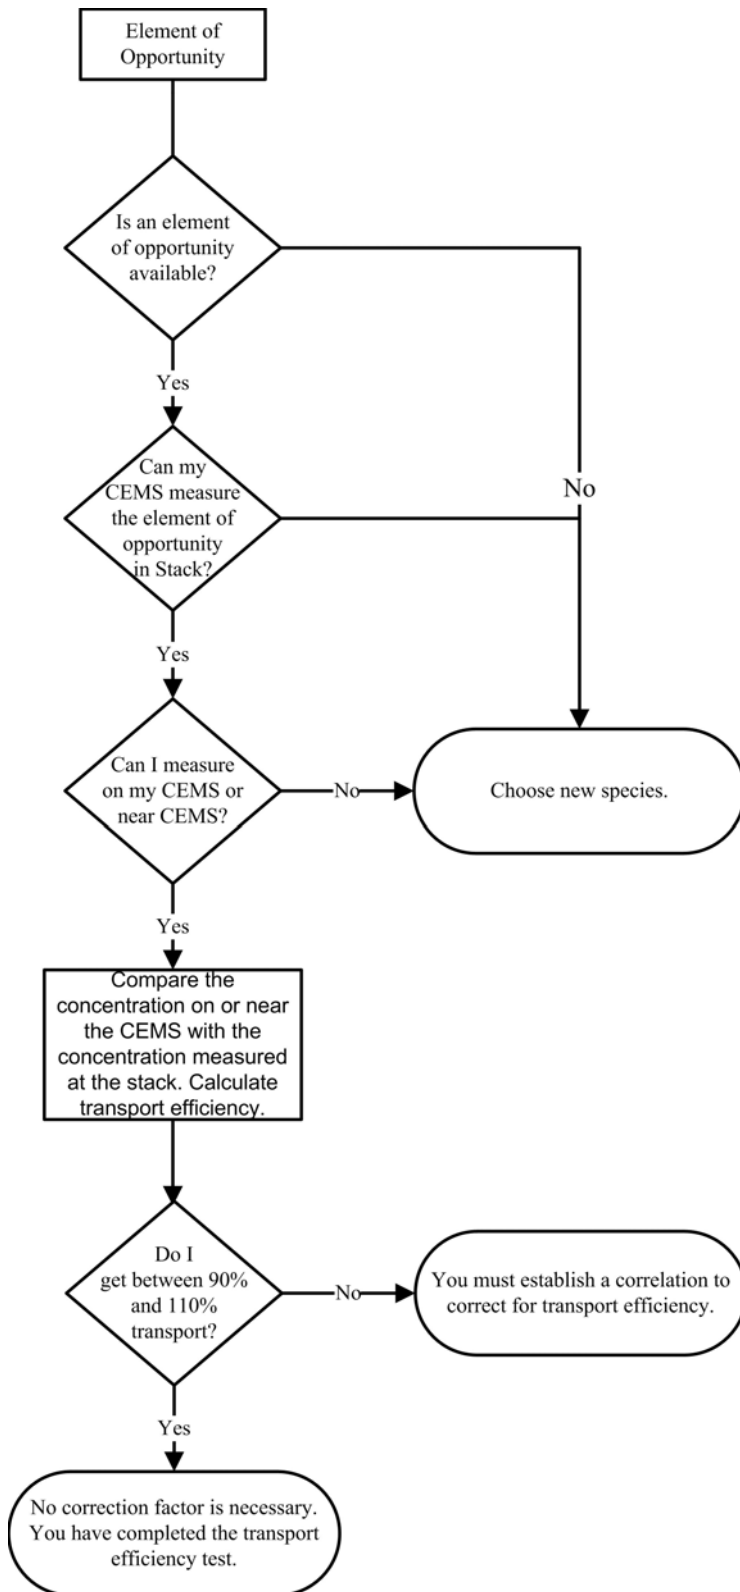 Element of
Opportunity
Is an element
of opportunity
available?
Yes
Can my
CEMS measure
the element of
opportunity
in Stack?
No
Yes
Can I measure
on my CEMS or
near CEMS?
No
Choose new species.
Yes
Compare the
concentration on or near
the CEMS with the
concentration measured
at the stack. Calculate
transport efficiency.
Do I
get between 90%
and 110%
transport?
No
You must establish a correlation to
correct for transport efficiency.
Yes
No correction factor is necessary.
You have completed the transport
efficiency test.